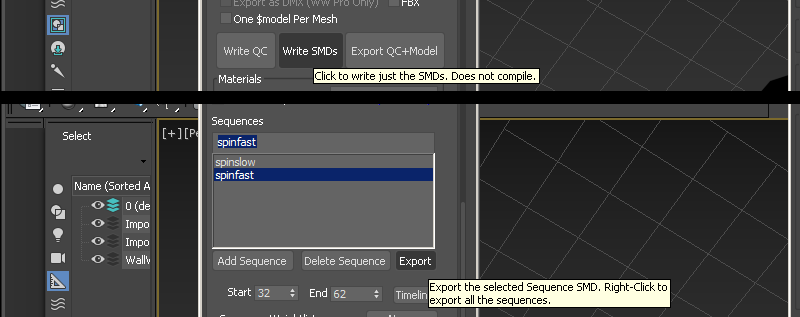 Export as DMX (WW Pro Only)
FBX
One $model Per Mesh
Write QC
Write SMDs
Export QC+Model
Click to write just the SMDs. Does not compile.
Materials
Select
[+][Pe
Sequences
spinfast
spinslow
spinfast
Name (Sorted A
0 (de
Impo
Impo
WallV
Add Sequence
Delete Sequence
Export
Start 32
End 62
Timelin
Export the selected Sequence SMD. Right-Click to
export all the sequences.